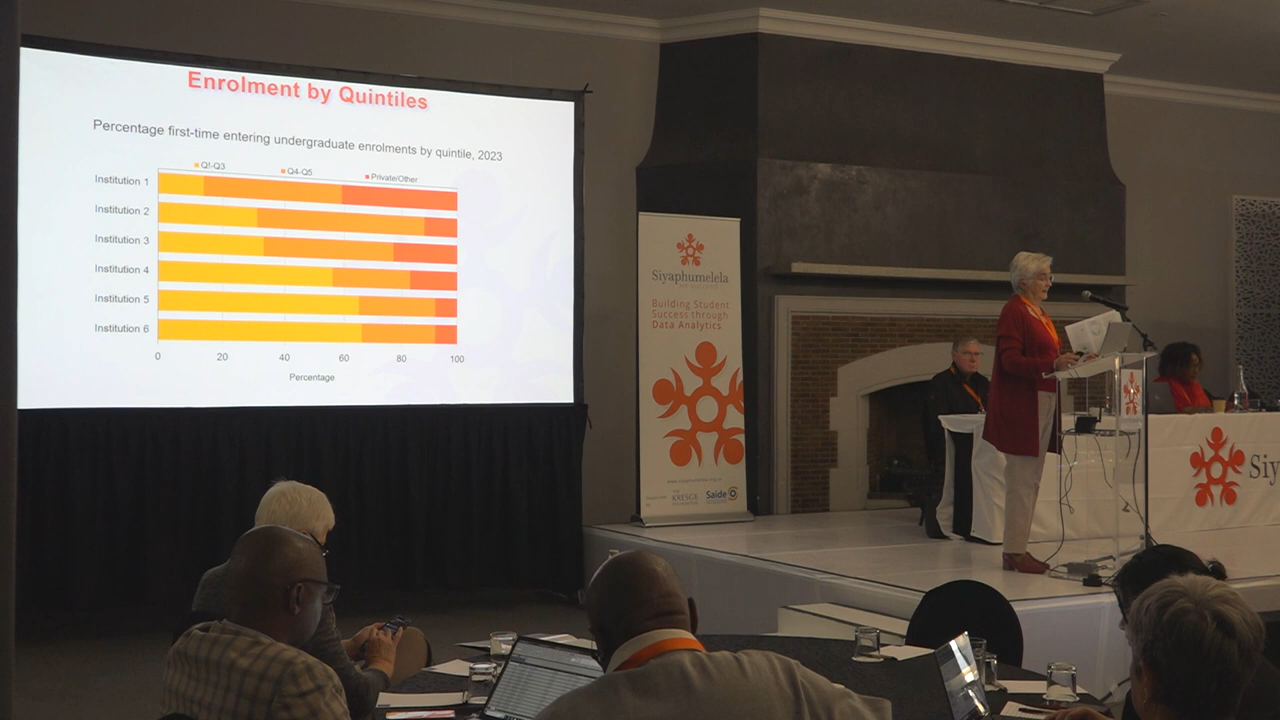 Enrolment by Quintiles
Percentage first-time entering undergraduate enrolments by quintile, 2023
Q1-Q3 Q4-Q5 Private/Other
Institution 1
Institution 2
Institution 3
Institution 4
Institution 5
Institution 6
0 20 40 60 80 100
Percentage
Siyaphumelela
Building Student
Success through
Data Analytics
KRESGE
Saide
Siy